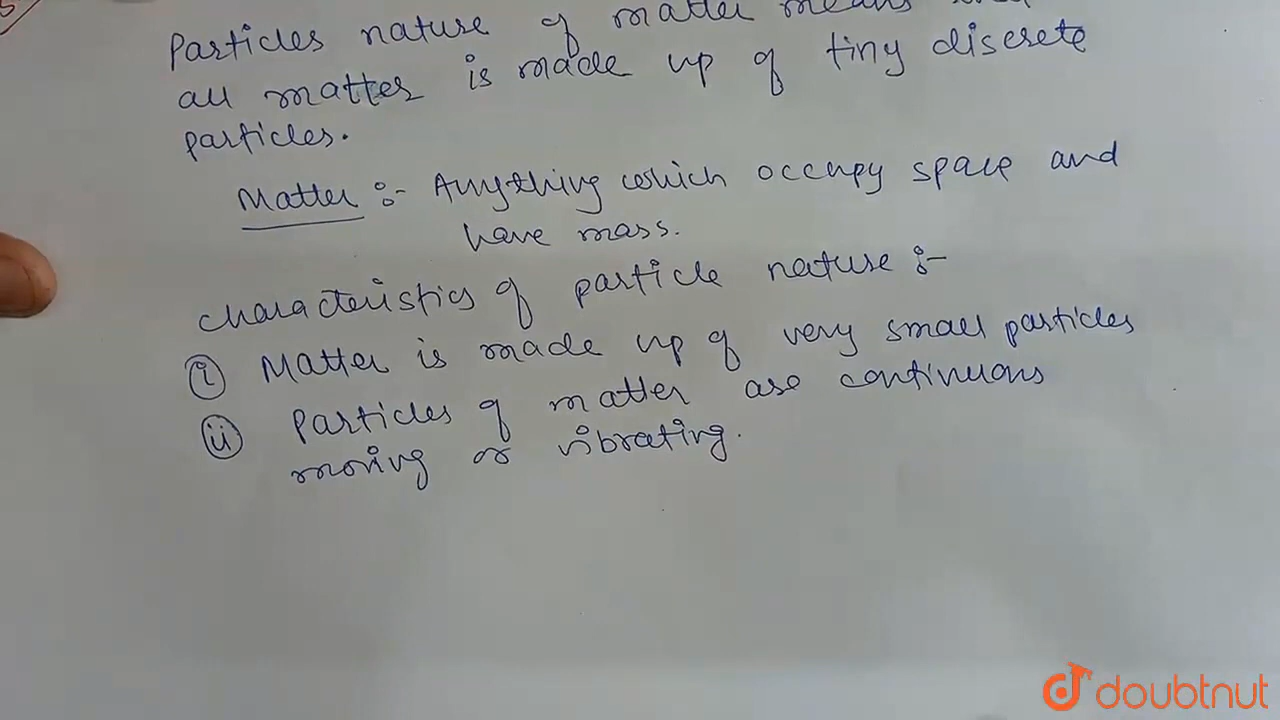 Particles nature of matter means
all matter is made up of tiny discrete
particles.
Matter :- Anything which occupy space and
have mass.
characteristics of particle nature :-
(i) Matter is made up of very small particles
(ii) Particles of matter are continuous
moving or vibrating.
doubtnut